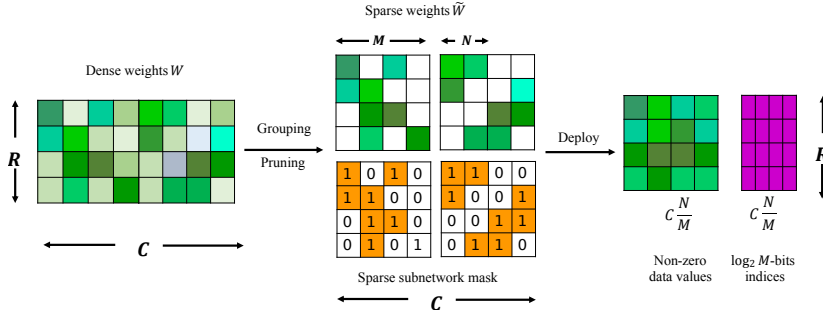 Sparse weights W̃
M
N
Dense weights W
R
Grouping
Pruning
Deploy
R
1 0 1 0
1 1 0 0
0 1 1 0
0 1 0 1
1 1 0 0
1 0 0 1
0 0 1 1
0 1 1 0
C N/M
C N/M
C
Sparse subnetwork mask
C
Non-zero
data values
log₂ M-bits
indices